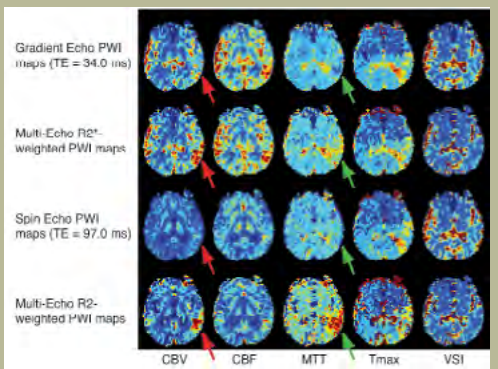 Gradient Echo PWI
maps (TE = 34.0 ms)
Multi-Echo R2*-
weighted PWI maps
Spin Echo PWI
maps (TE = 97.0 ms)
Multi-Echo R2-
weighted PWI maps
CBV CBF MTT Tmax VSI